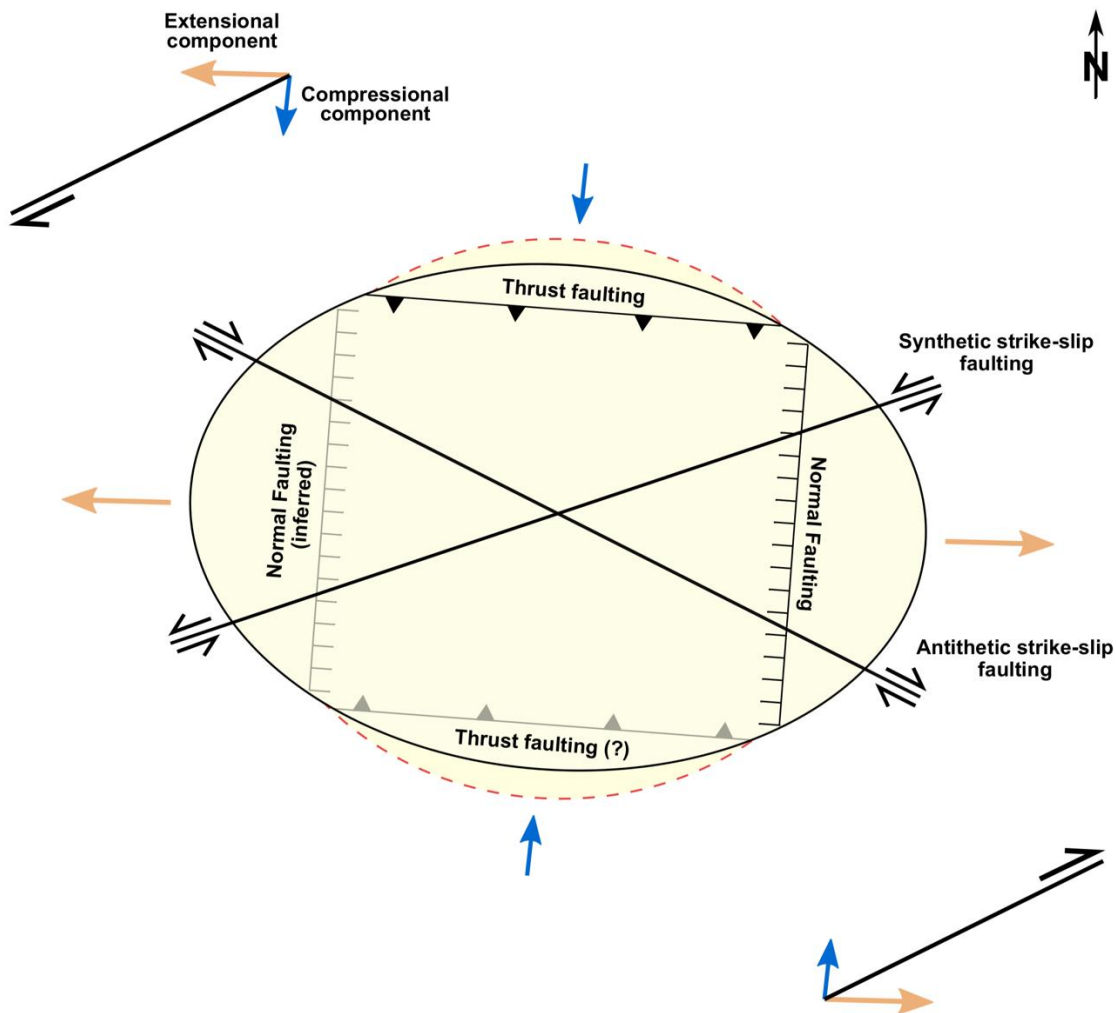 Extensional
component
N
Compressional
component
Thrust faulting
Synthetic strike-slip
faulting
Normal Faulting
(inferred)
Normal Faulting
Antithetic strike-slip
faulting
Thrust faulting (?)